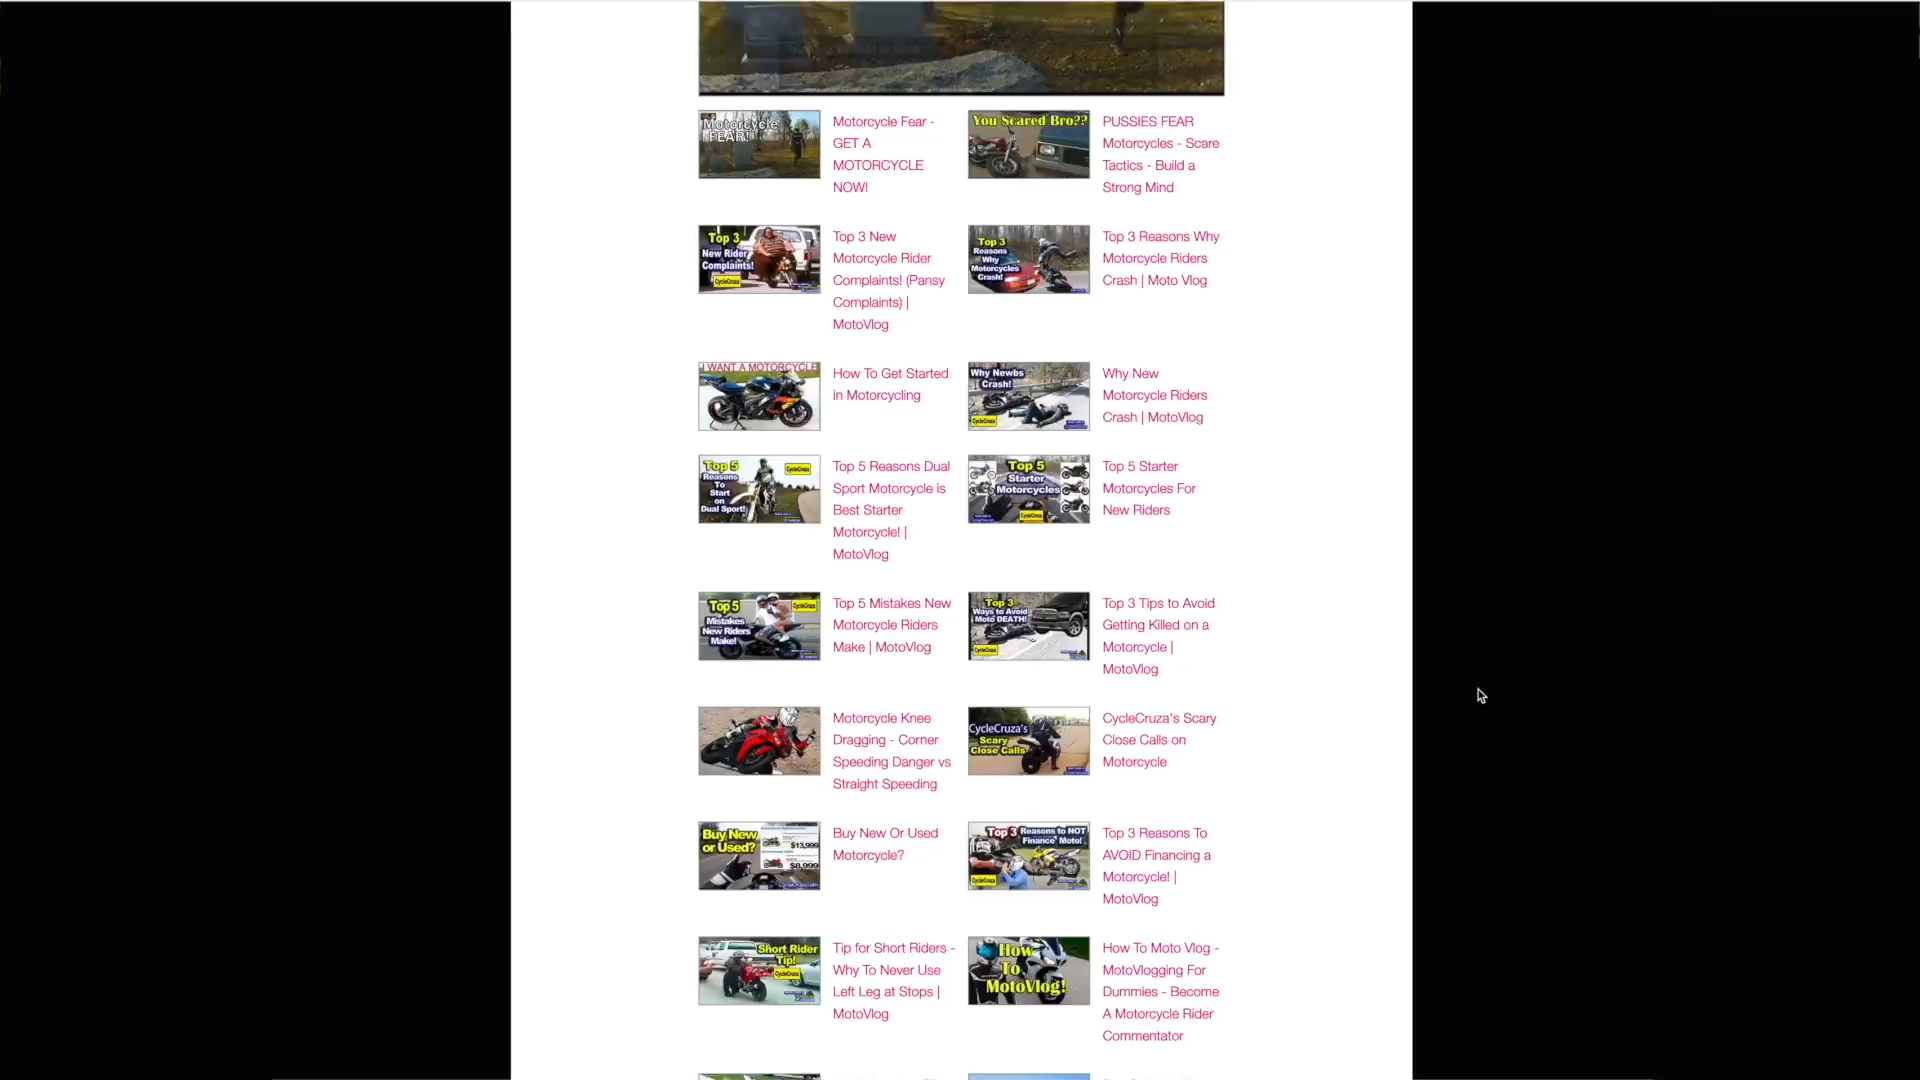 Motorcycle
FEAR!
Motorcycle Fear -
GET A
MOTORCYCLE
NOW!
You Scared Bro??
PUSSIES FEAR
Motorcycles - Scare
Tactics - Build a
Strong Mind
Top 3
New Rider
Complaints!
CycleCruza
Top 3 New
Motorcycle Rider
Complaints! (Pansy
Complaints) |
MotoVlog
Top 3
Reasons
Why
Motorcycles
Crash!
Top 3 Reasons Why
Motorcycle Riders
Crash | Moto Vlog
I WANT A MOTORCYCLE
How To Get Started
in Motorcycling
Why Newbs
Crash!
CycleCruza
Why New
Motorcycle Riders
Crash | MotoVlog
Top 5
Reasons
To
Start
on
Dual Sport!
CycleCruza
Top 5 Reasons Dual
Sport Motorcycle is
Best Starter
Motorcycle! |
MotoVlog
Top 5
Starter
Motorcycles
CycleCruza
Top 5 Starter
Motorcycles For
New Riders
Top 5
Mistakes
New Riders
Make!
CycleCruza
Top 5 Mistakes New
Motorcycle Riders
Make | MotoVlog
Top 3
Ways to Avoid
Moto DEATH!
CycleCruza
Top 3 Tips to Avoid
Getting Killed on a
Motorcycle |
MotoVlog
Motorcycle Knee
Dragging - Corner
Speeding Danger vs
Straight Speeding
CycleCruza's
Scary
Close Calls
CycleCruza's Scary
Close Calls on
Motorcycle
Buy New
or Used?
$13,999
$8,999
CycleCruza.com
Buy New Or Used
Motorcycle?
Top 3 Reasons to NOT
Finance Moto!
CycleCruza
Top 3 Reasons To
AVOID Financing a
Motorcycle! |
MotoVlog
Short Rider
Tip!
CycleCruza
Tip for Short Riders -
Why To Never Use
Left Leg at Stops |
MotoVlog
How
To
MotoVlog!
How To Moto Vlog -
MotoVlogging For
Dummies - Become
A Motorcycle Rider
Commentator